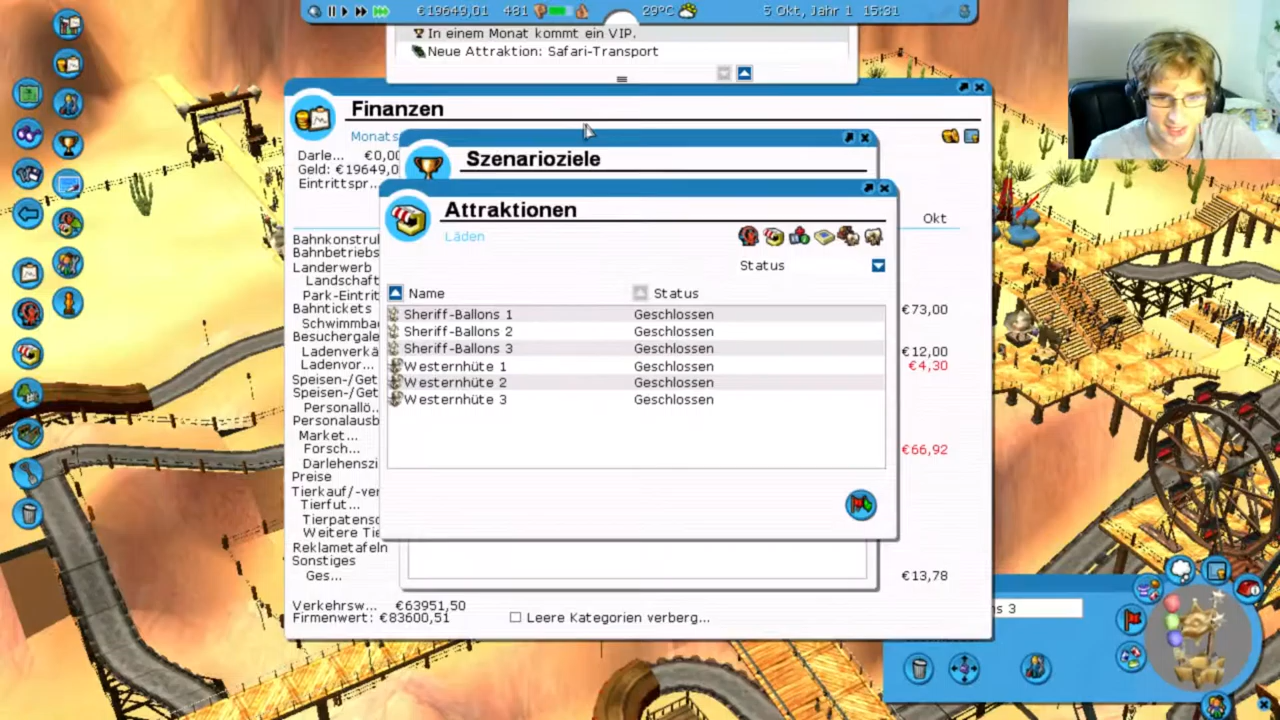 €19649,01 481 29°C 5 Okt, Jahr 1 15:31
In einem Monat kommt ein VIP.
Neue Attraktion: Safari-Transport
Finanzen
Monats
Darle... €0,00
Geld: €19649,0
Eintrittspr...
Szenarioziele
Attraktionen
Läden
Okt
Status
Name Status
Sheriff-Ballons 1 Geschlossen
Sheriff-Ballons 2 Geschlossen
Sheriff-Ballons 3 Geschlossen
Westernhüte 1 Geschlossen
Westernhüte 2 Geschlossen
Westernhüte 3 Geschlossen
Bahnkonstruk
Bahnbetriebs
Landerwerb
Landschaft
Park-Eintrit
Bahntickets €73,00
Schwimmba
Besuchergale
Ladenverkä €12,00
Ladenvor... €4,30
Speisen-/Get
Speisen-/Get
Personallö...
Personalausb
Market...
Forsch... €66,92
Darlehenszi
Preise
Tierkauf/-ver
Tierfut...
Tierpatensc
Weitere Tie
Reklametafeln
Sonstiges
Ges... €13,78
Verkehrsw... €63951,50
Firmenwert: €83600,51
Leere Kategorien verberg...
ns 3